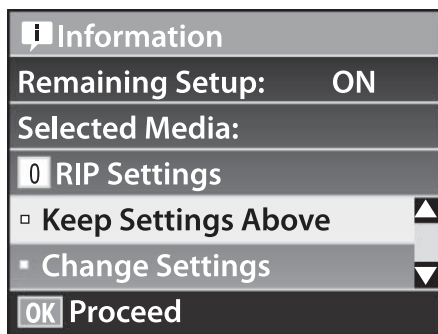 Information
Remaining Setup: ON
Selected Media:
0 RIP Settings
Keep Settings Above
Change Settings
OK Proceed